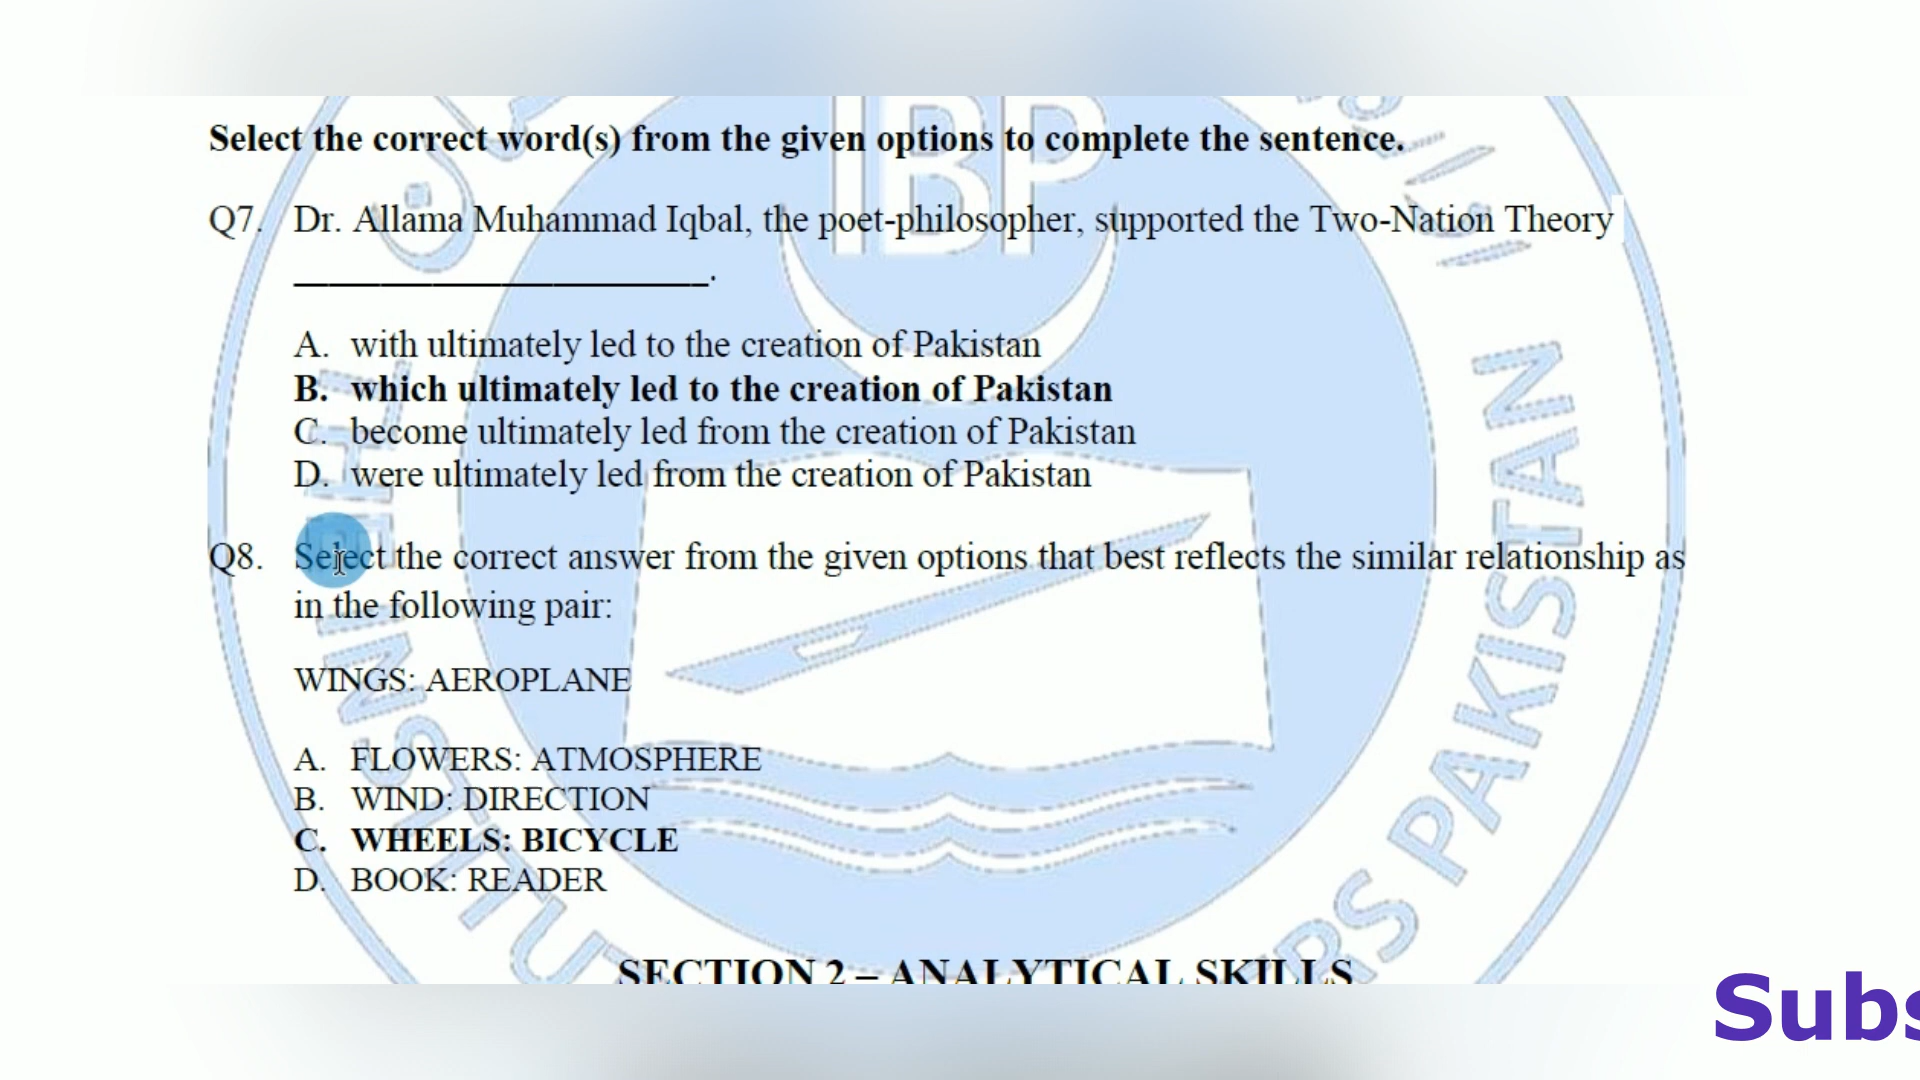 IBP
Select the correct word(s) from the given options to complete the sentence.
Q7. Dr. Allama Muhammad Iqbal, the poet-philosopher, supported the Two-Nation Theory
______________________.
A. with ultimately led to the creation of Pakistan
B. which ultimately led to the creation of Pakistan
C. become ultimately led from the creation of Pakistan
D. were ultimately led from the creation of Pakistan
Q8. Select the correct answer from the given options that best reflects the similar relationship as
in the following pair:
WINGS: AEROPLANE
A. FLOWERS: ATMOSPHERE
B. WIND: DIRECTION
C. WHEELS: BICYCLE
D. BOOK: READER
SECTION 2 – ANALYTICAL SKILLS
Subs